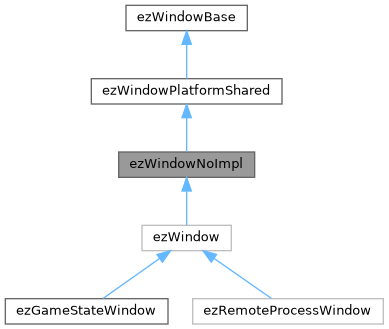 ezWindowBase
ezWindowPlatformShared
ezWindowNoImpl
ezWindow
ezGameStateWindow
ezRemoteProcessWindow